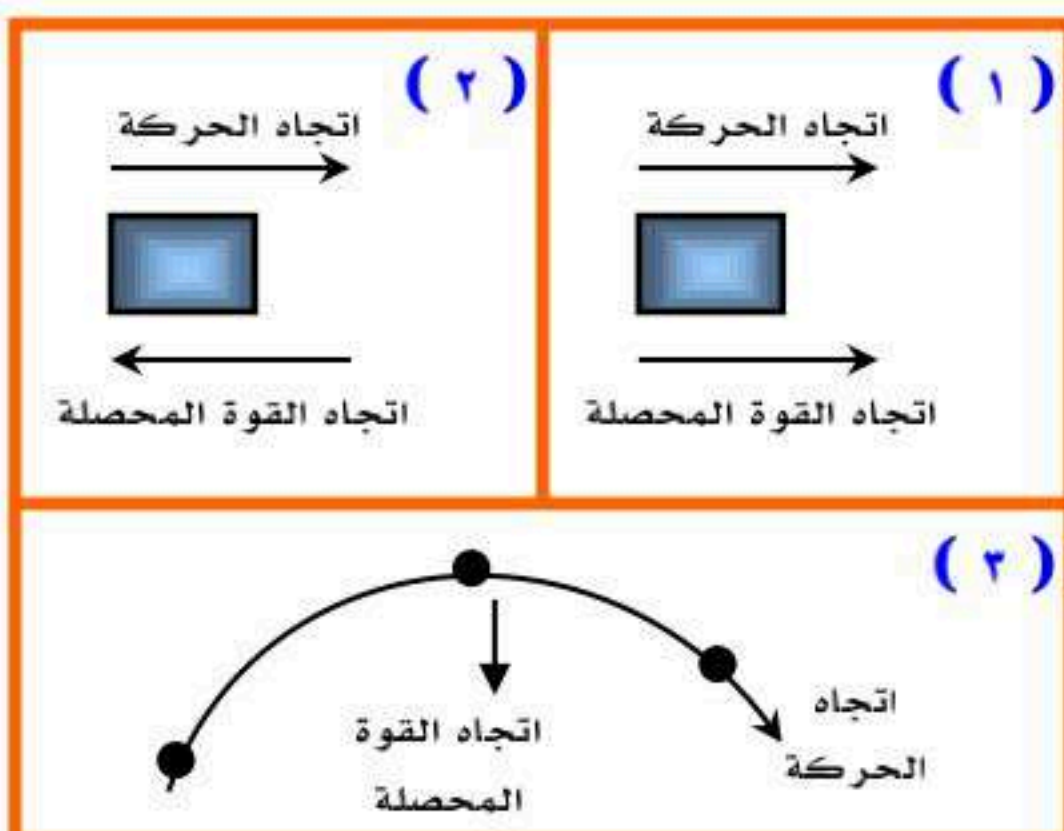 ( ١ )
اتجاه الحركة
اتجاه القوة المحصلة
( ٢ )
اتجاه الحركة
اتجاه القوة المحصلة
( ٣ )
اتجاه
الحركة
اتجاه القوة
المحصلة